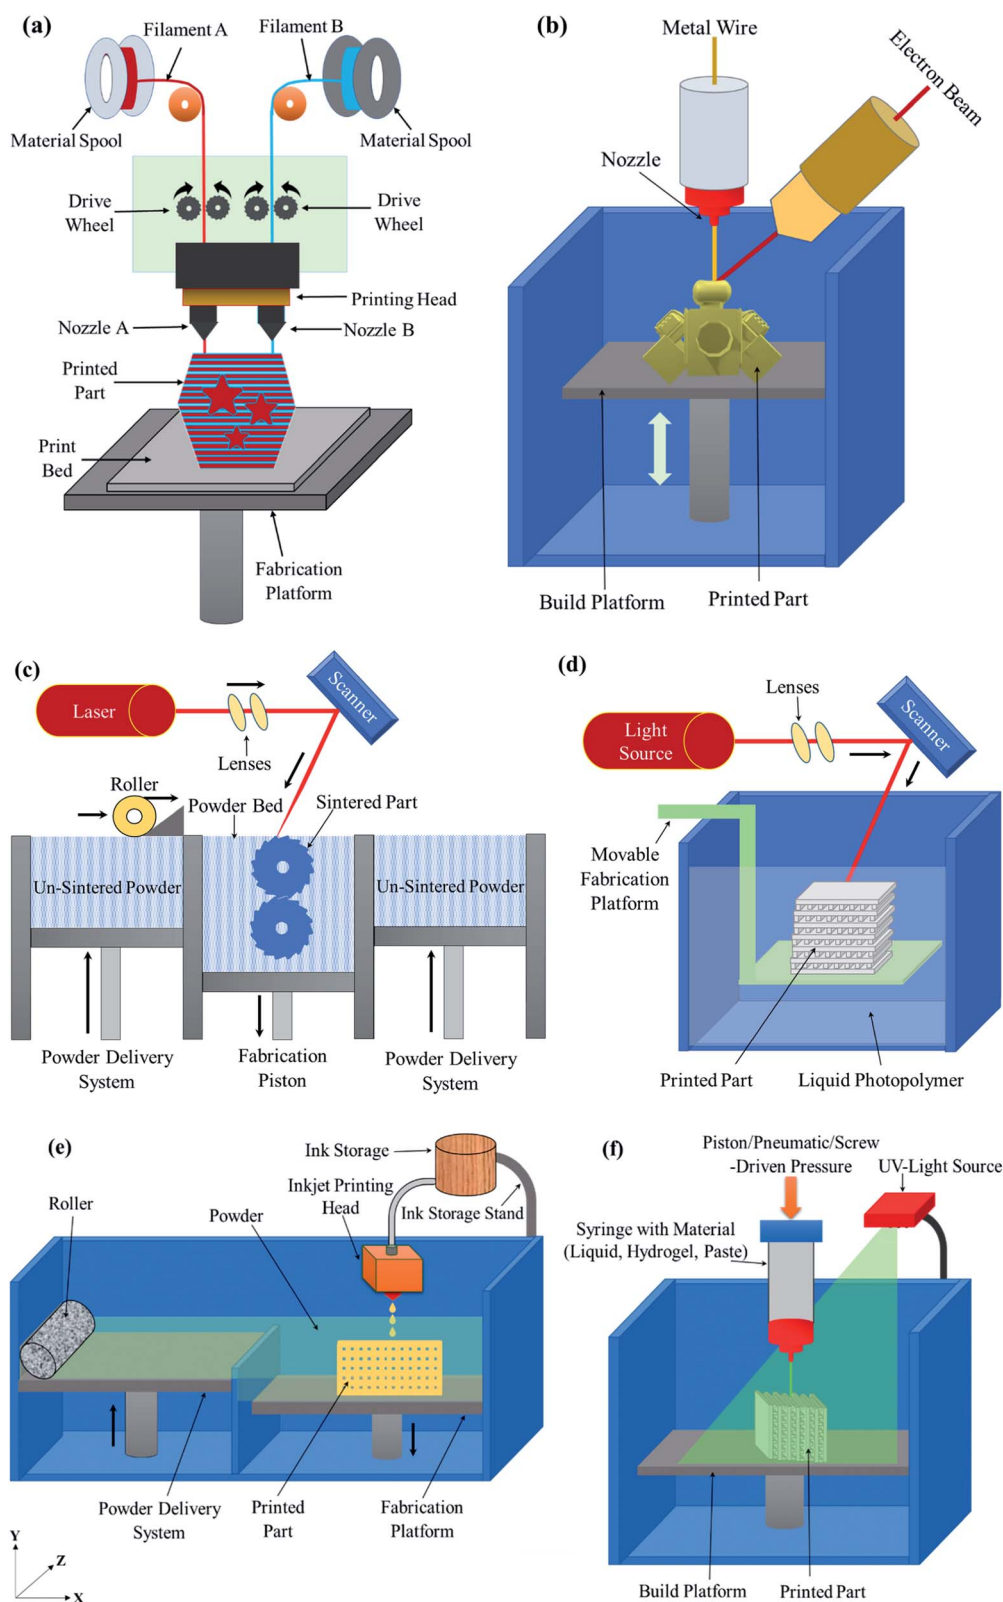 (a)
Filament A
Filament B
Material Spool
Material Spool
Drive
Wheel
Drive
Wheel
Printing Head
Nozzle A
Nozzle B
Printed
Part
Print
Bed
Fabrication
Platform
(b)
Metal Wire
Electron Beam
Nozzle
Build Platform
Printed Part
(c)
Laser
Scanner
Lenses
Roller
Powder Bed
Sintered Part
Un-Sintered Powder
Un-Sintered Powder
Powder Delivery
System
Fabrication
Piston
Powder Delivery
System
(d)
Lenses
Light
Source
Scanner
Movable
Fabrication
Platform
Printed Part
Liquid Photopolymer
(e)
Ink Storage
Inkjet Printing
Head
Ink Storage Stand
Roller
Powder
Powder Delivery
System
Printed
Part
Fabrication
Platform
Y
Z
X
(f)
Piston/Pneumatic/Screw
-Driven Pressure
UV-Light Source
Syringe with Material
(Liquid, Hydrogel, Paste)
Build Platform
Printed Part